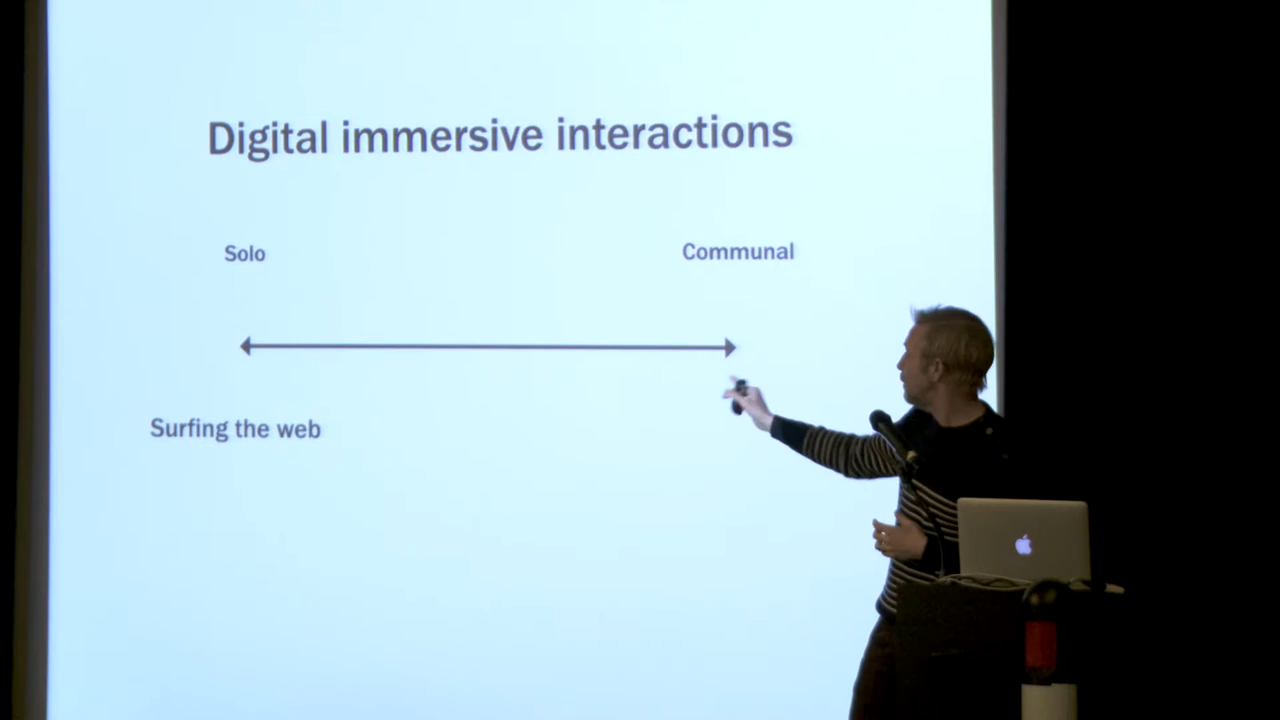 Digital immersive interactions
Solo
Communal
Surfing the web